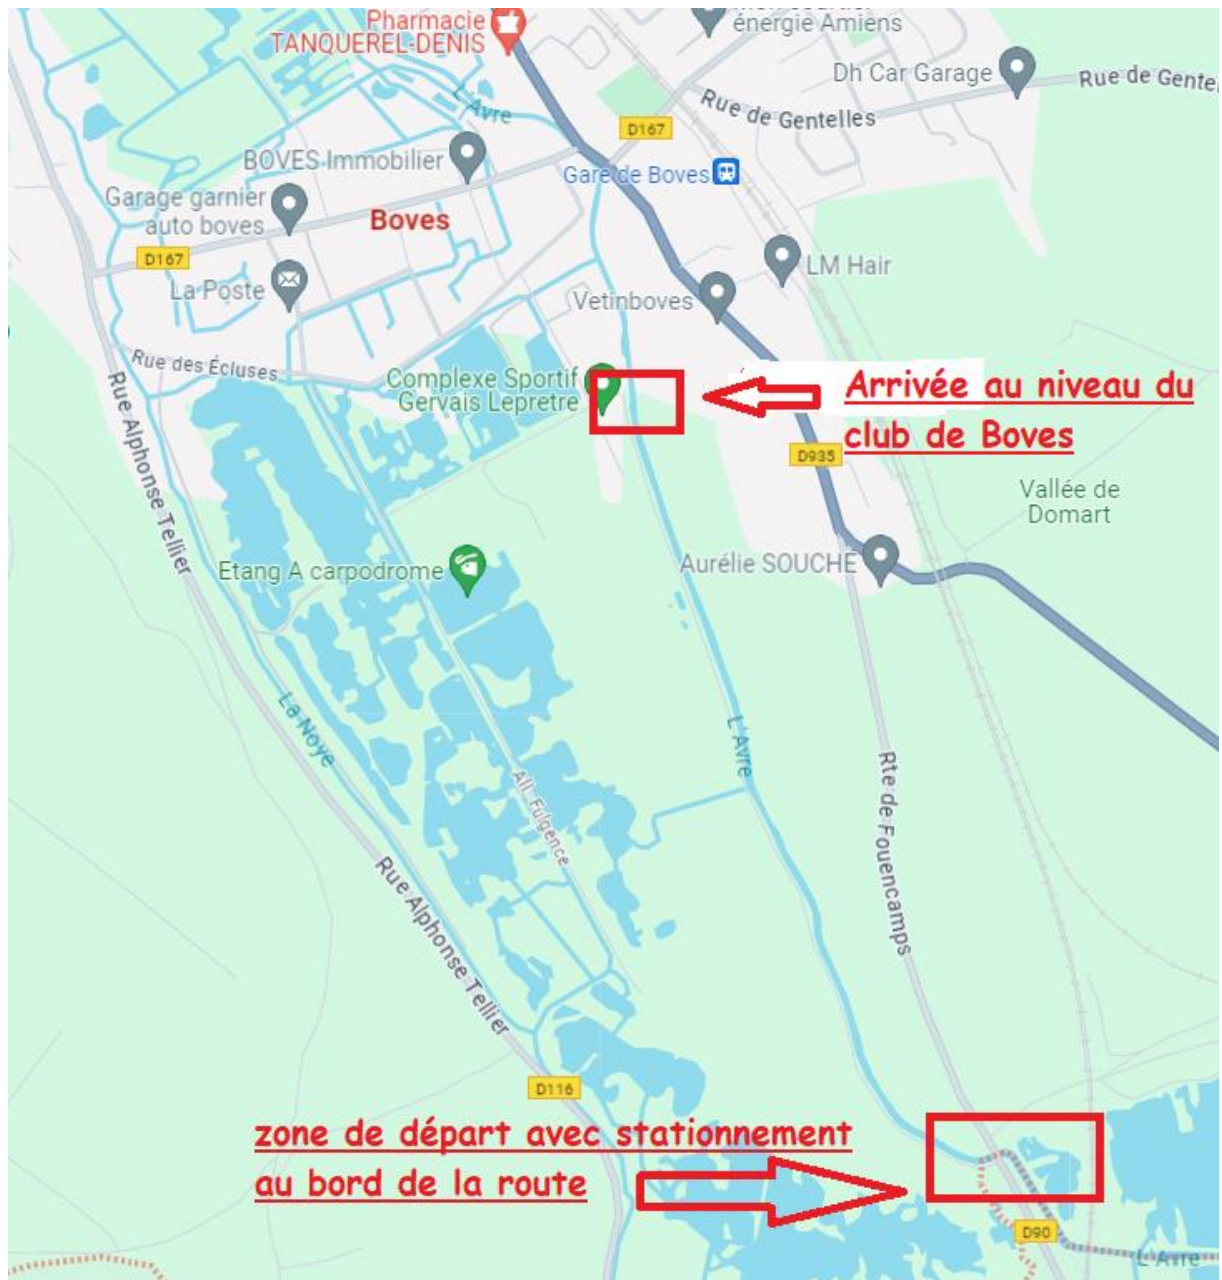 Pharmacie
TANQUEREL-DENIS
énergie Amiens
Dh Car Garage
Rue de Gente
Rue de Gentelles
L'Avre
D167
BOVES Immobilier
Gare de Boves
Garage garnier
auto boves
Boves
D167
La Poste
LM Hair
Vetinboves
Rue des Écluses
Complexe Sportif
Gervais Lepretre
Arrivée au niveau du
club de Boves
D935
Rue Alphonse Tellier
Vallée de
Domart
Etang A carpodrome
Aurélie SOUCHE
La Noye
L'Avre
All. Fulgence
Rte de Fouencamps
Rue Alphonse Tellier
D116
zone de départ avec stationnement
au bord de la route
D90
L'Avre